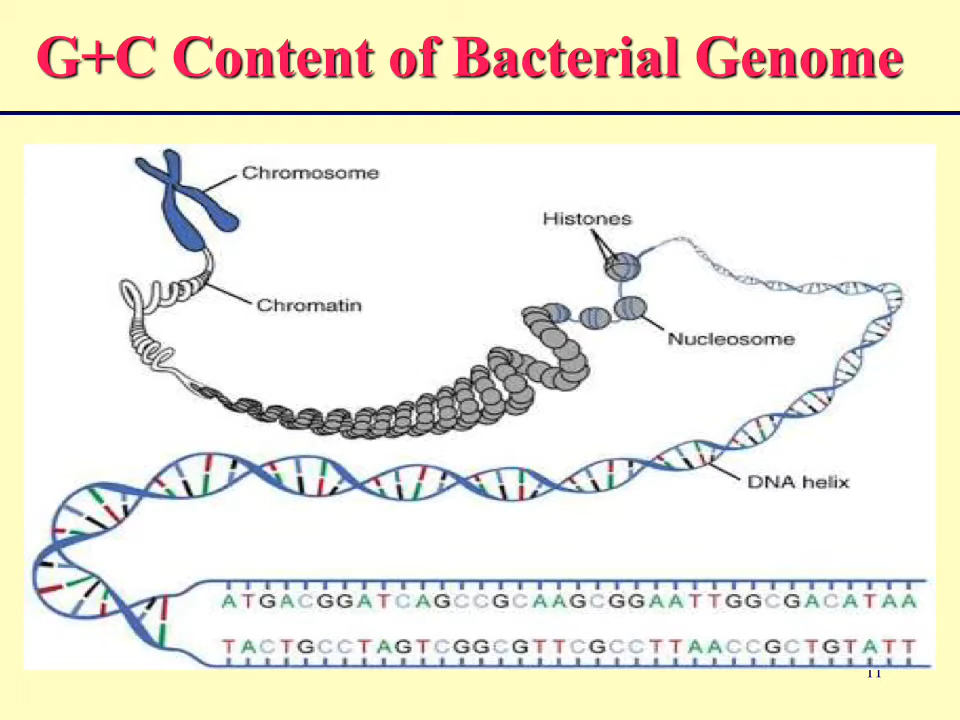 G+C Content of Bacterial Genome
Chromosome
Histones
Chromatin
Nucleosome
DNA helix
ATGACGGATCAGCCGCAAGCGGAATTGGCGACATAA
TACTGCCTAGTCGGCGTTCGCCTTAACCGCTGTATT
11